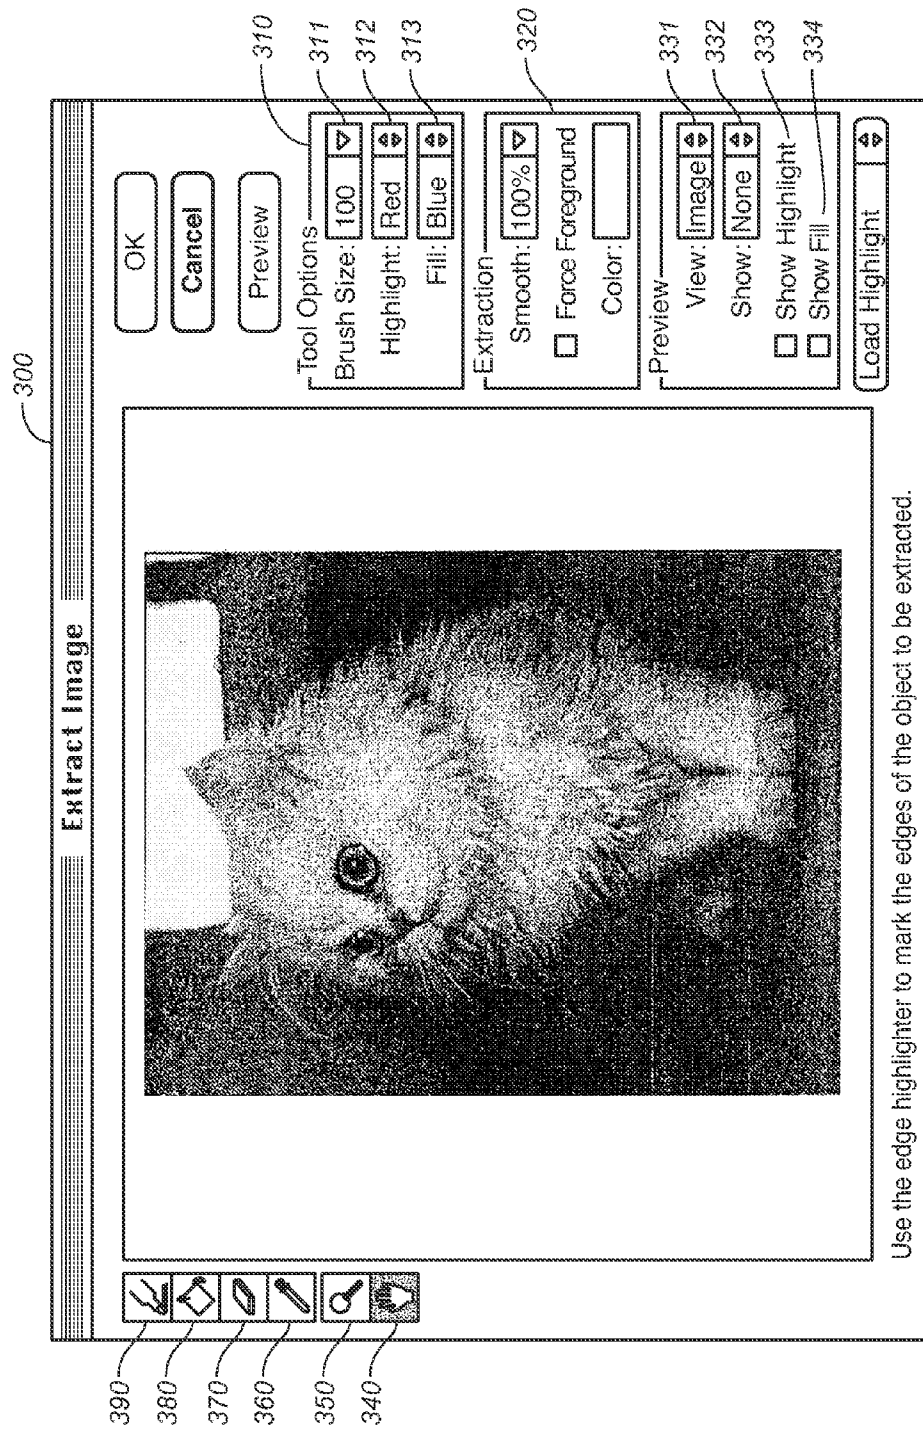 300
Extract Image
OK
Cancel
Preview
310
Tool Options
Brush Size: 100
311
Highlight: Red
312
Fill: Blue
313
Extraction
320
Smooth: 100%
Force Foreground
Color:
Preview
View: Image
331
Show: None
332
Show Highlight
333
Show Fill
334
Load Highlight
390
380
370
360
350
340
Use the edge highlighter to mark the edges of the object to be extracted.